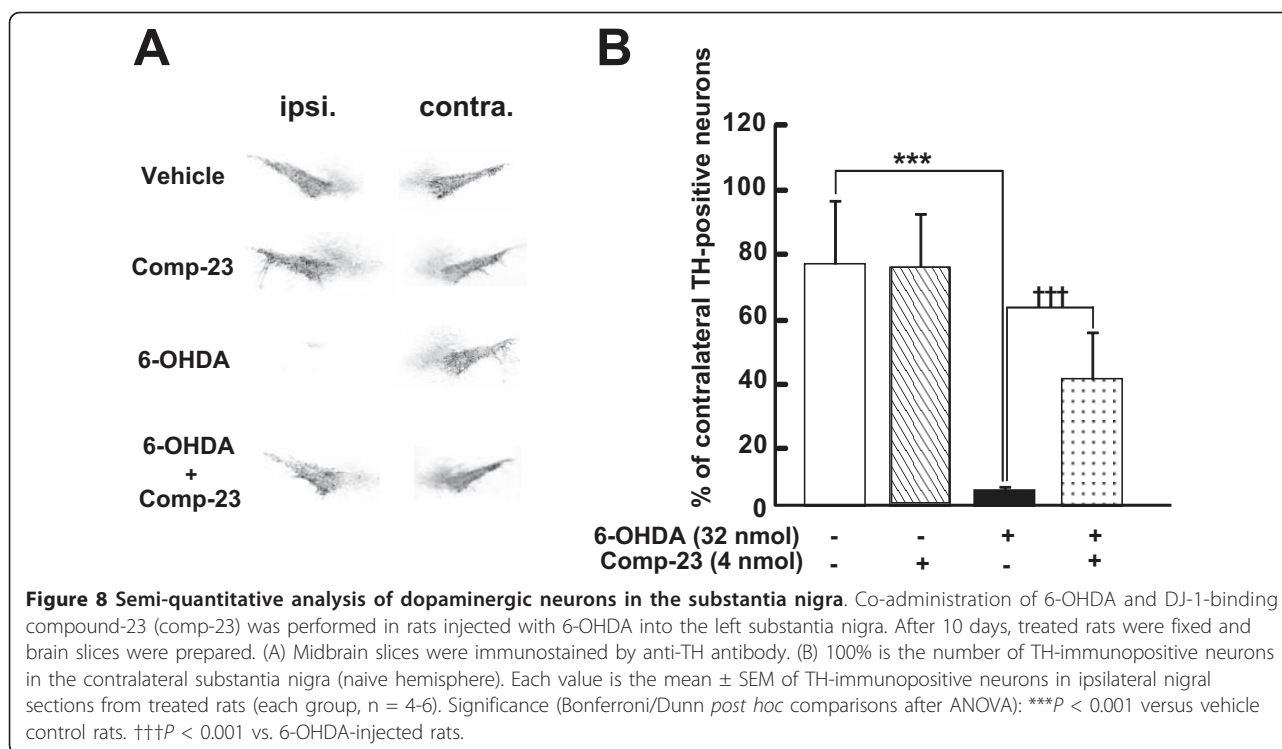 A
B
ipsi. contra.
Vehicle
Comp-23
6-OHDA
6-OHDA
+
Comp-23
% of contralateral TH-positive neurons
120
100
80
60
40
20
0
***
†††
6-OHDA (32 nmol) - - + +
Comp-23 (4 nmol) - + - +
Figure 8 Semi-quantitative analysis of dopaminergic neurons in the substantia nigra. Co-administration of 6-OHDA and DJ-1-binding
compound-23 (comp-23) was performed in rats injected with 6-OHDA into the left substantia nigra. After 10 days, treated rats were fixed and
brain slices were prepared. (A) Midbrain slices were immunostained by anti-TH antibody. (B) 100% is the number of TH-immunopositive neurons
in the contralateral substantia nigra (naive hemisphere). Each value is the mean ± SEM of TH-immunopositive neurons in ipsilateral nigral
sections from treated rats (each group, n = 4-6). Significance (Bonferroni/Dunn post hoc comparisons after ANOVA): ***P < 0.001 versus vehicle
control rats. †††P < 0.001 vs. 6-OHDA-injected rats.